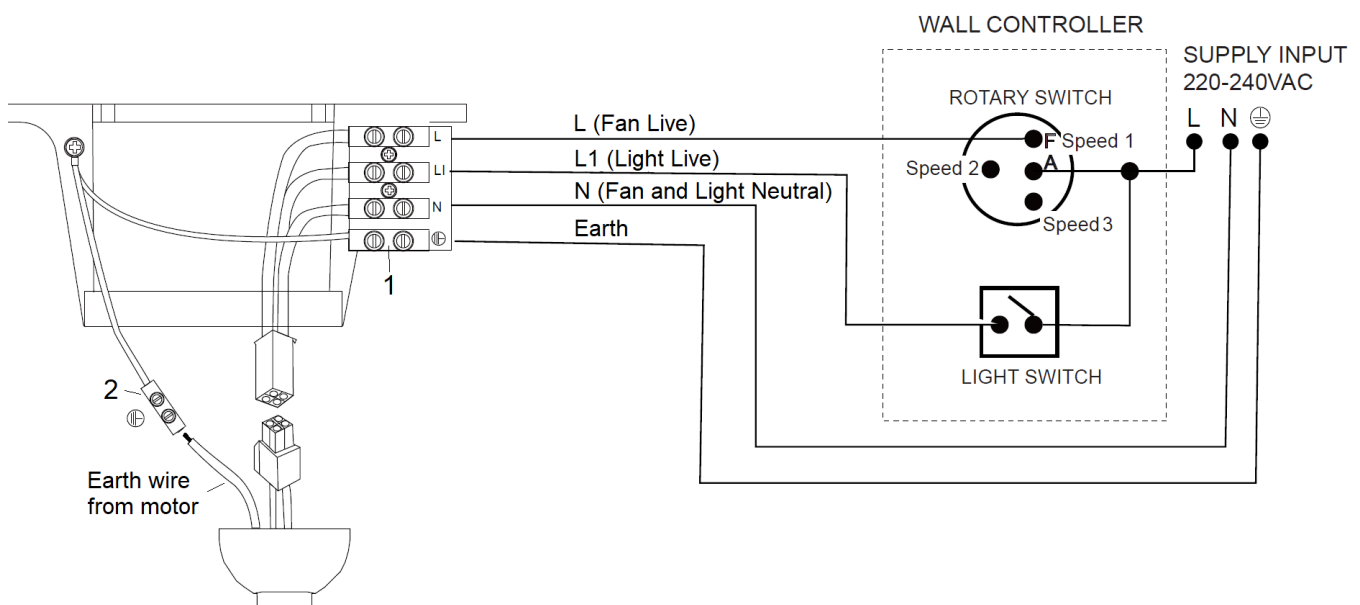 WALL CONTROLLER
SUPPLY INPUT
220-240VAC
L N
ROTARY SWITCH
F Speed 1
Speed 2 A
Speed 3
LIGHT SWITCH
L (Fan Live)
L1 (Light Live)
N (Fan and Light Neutral)
Earth
L
LI
N
1
2
Earth wire
from motor